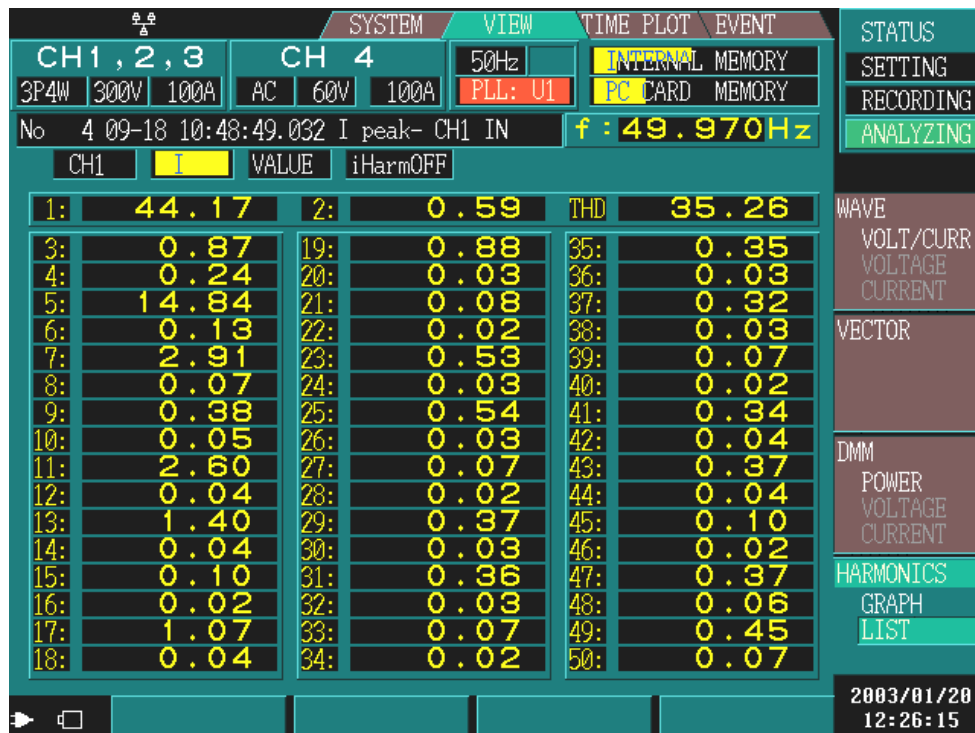 SYSTEM VIEW TIME PLOT EVENT
STATUS
SETTING
RECORDING
ANALYZING
CH1,2,3 CH 4 50Hz INTERNAL MEMORY
3P4W 300V 100A AC 60V 100A PLL: U1 PC CARD MEMORY
No 4 09-18 10:48:49.032 I peak- CH1 IN f:49.970Hz
CH1 I VALUE iHarmOFF
1: 44.17 2: 0.59 THD 35.26
3: 0.87 19: 0.88 35: 0.35
4: 0.24 20: 0.03 36: 0.03
5: 14.84 21: 0.08 37: 0.32
6: 0.13 22: 0.02 38: 0.03
7: 2.91 23: 0.53 39: 0.07
8: 0.07 24: 0.03 40: 0.02
9: 0.38 25: 0.54 41: 0.34
10: 0.05 26: 0.03 42: 0.04
11: 2.60 27: 0.07 43: 0.37
12: 0.04 28: 0.02 44: 0.04
13: 1.40 29: 0.37 45: 0.10
14: 0.04 30: 0.03 46: 0.02
15: 0.10 31: 0.36 47: 0.37
16: 0.02 32: 0.03 48: 0.06
17: 1.07 33: 0.07 49: 0.45
18: 0.04 34: 0.02 50: 0.07
WAVE
VOLT/CURR
VOLTAGE
CURRENT
VECTOR
DMM
POWER
VOLTAGE
CURRENT
HARMONICS
GRAPH
LIST
2003/01/20
12:26:15